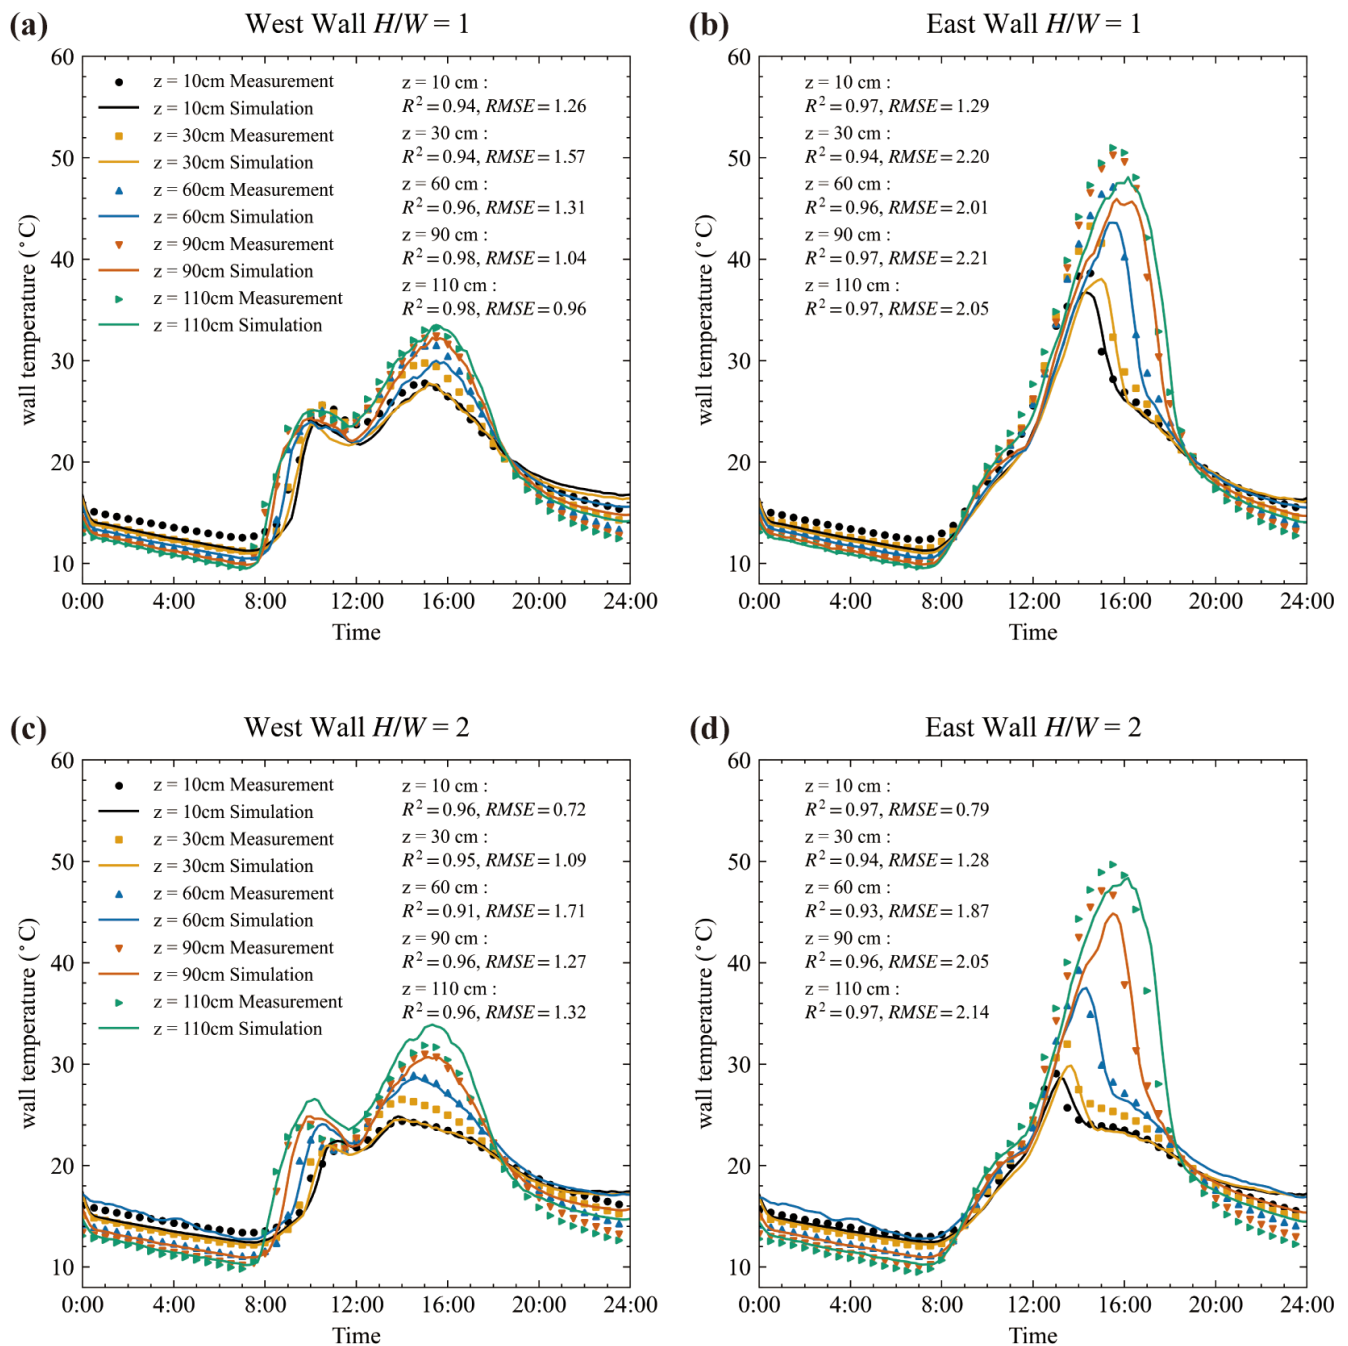 (a)
West Wall H/W = 1
60
50
40
30
20
10
wall temperature (°C)
z = 10cm Measurement
z = 10cm Simulation
z = 30cm Measurement
z = 30cm Simulation
z = 60cm Measurement
z = 60cm Simulation
z = 90cm Measurement
z = 90cm Simulation
z = 110cm Measurement
z = 110cm Simulation
z = 10 cm :
R² = 0.94, RMSE = 1.26
z = 30 cm :
R² = 0.94, RMSE = 1.57
z = 60 cm :
R² = 0.96, RMSE = 1.31
z = 90 cm :
R² = 0.98, RMSE = 1.04
z = 110 cm :
R² = 0.98, RMSE = 0.96
0:00 4:00 8:00 12:00 16:00 20:00 24:00
Time
(b)
East Wall H/W = 1
60
50
40
30
20
10
wall temperature (°C)
z = 10 cm :
R² = 0.97, RMSE = 1.29
z = 30 cm :
R² = 0.94, RMSE = 2.20
z = 60 cm :
R² = 0.96, RMSE = 2.01
z = 90 cm :
R² = 0.97, RMSE = 2.21
z = 110 cm :
R² = 0.97, RMSE = 2.05
0:00 4:00 8:00 12:00 16:00 20:00 24:00
Time
(c)
West Wall H/W = 2
60
50
40
30
20
10
wall temperature (°C)
z = 10cm Measurement
z = 10cm Simulation
z = 30cm Measurement
z = 30cm Simulation
z = 60cm Measurement
z = 60cm Simulation
z = 90cm Measurement
z = 90cm Simulation
z = 110cm Measurement
z = 110cm Simulation
z = 10 cm :
R² = 0.96, RMSE = 0.72
z = 30 cm :
R² = 0.95, RMSE = 1.09
z = 60 cm :
R² = 0.91, RMSE = 1.71
z = 90 cm :
R² = 0.96, RMSE = 1.27
z = 110 cm :
R² = 0.96, RMSE = 1.32
0:00 4:00 8:00 12:00 16:00 20:00 24:00
Time
(d)
East Wall H/W = 2
60
50
40
30
20
10
wall temperature (°C)
z = 10 cm :
R² = 0.97, RMSE = 0.79
z = 30 cm :
R² = 0.94, RMSE = 1.28
z = 60 cm :
R² = 0.93, RMSE = 1.87
z = 90 cm :
R² = 0.96, RMSE = 2.05
z = 110 cm :
R² = 0.97, RMSE = 2.14
0:00 4:00 8:00 12:00 16:00 20:00 24:00
Time